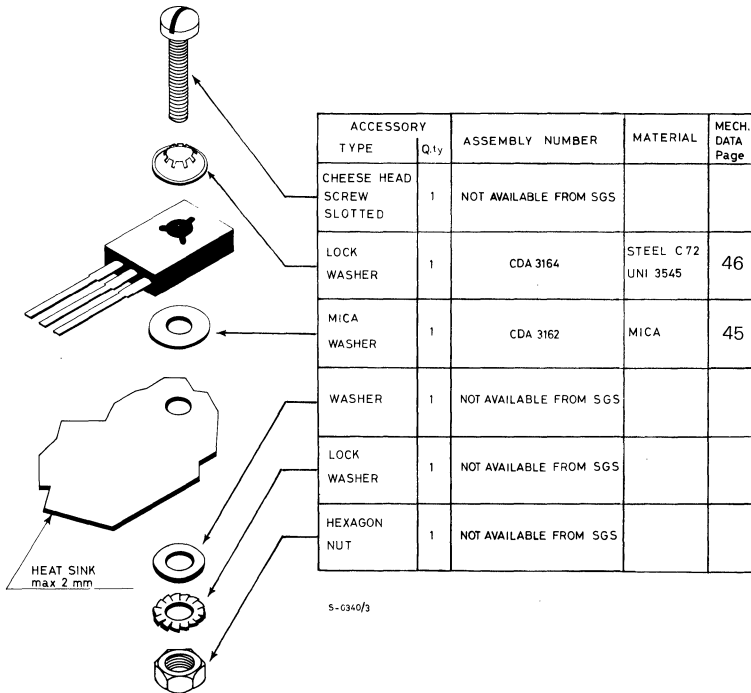 ACCESSORY
TYPE
Q.ty
ASSEMBLY NUMBER
MATERIAL
MECH.
DATA
Page
CHEESE HEAD
SCREW
SLOTTED
1
NOT AVAILABLE FROM SGS
LOCK
WASHER
1
CDA 3164
STEEL C72
UNI 3545
46
MICA
WASHER
1
CDA 3162
MICA
45
WASHER
1
NOT AVAILABLE FROM SGS
LOCK
WASHER
1
NOT AVAILABLE FROM SGS
HEXAGON
NUT
1
NOT AVAILABLE FROM SGS
HEAT SINK
max 2 mm
S-0340/3